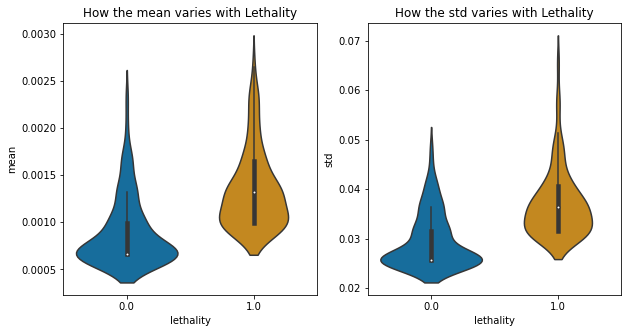 How the mean varies with Lethality
mean
0.0030
0.0025
0.0020
0.0015
0.0010
0.0005
0.0
1.0
lethality
How the std varies with Lethality
std
0.07
0.06
0.05
0.04
0.03
0.02
0.0
1.0
lethality